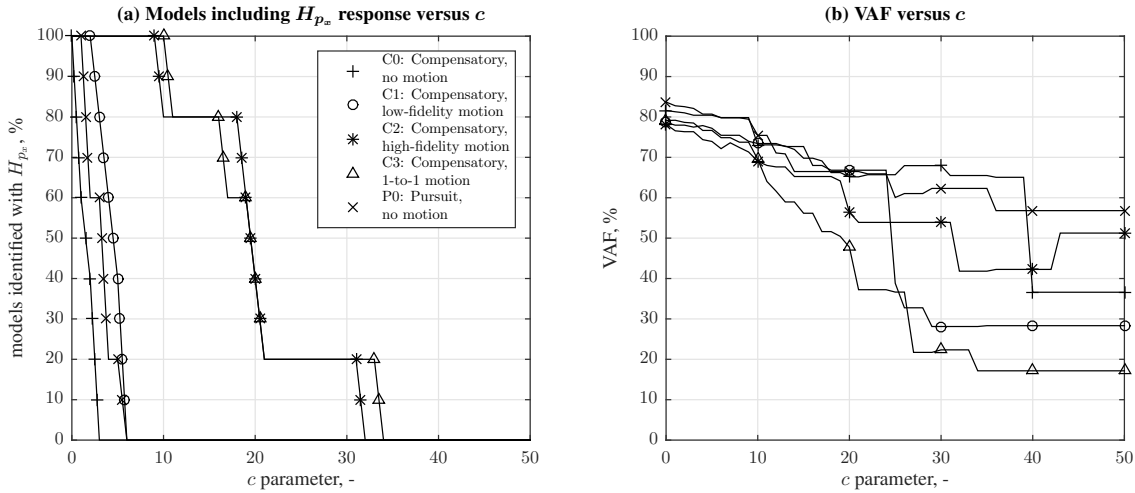 (a) Models including H_{p_x} response versus c
100
90
80
70
60
50
40
30
20
10
0
0 10 20 30 40 50
models identified with H_{p_x}, %
c parameter, -
C0: Compensatory,
no motion
C1: Compensatory,
low-fidelity motion
C2: Compensatory,
high-fidelity motion
C3: Compensatory,
1-to-1 motion
P0: Pursuit,
no motion
(b) VAF versus c
100
90
80
70
60
50
40
30
20
10
0
0 10 20 30 40 50
VAF, %
c parameter, -